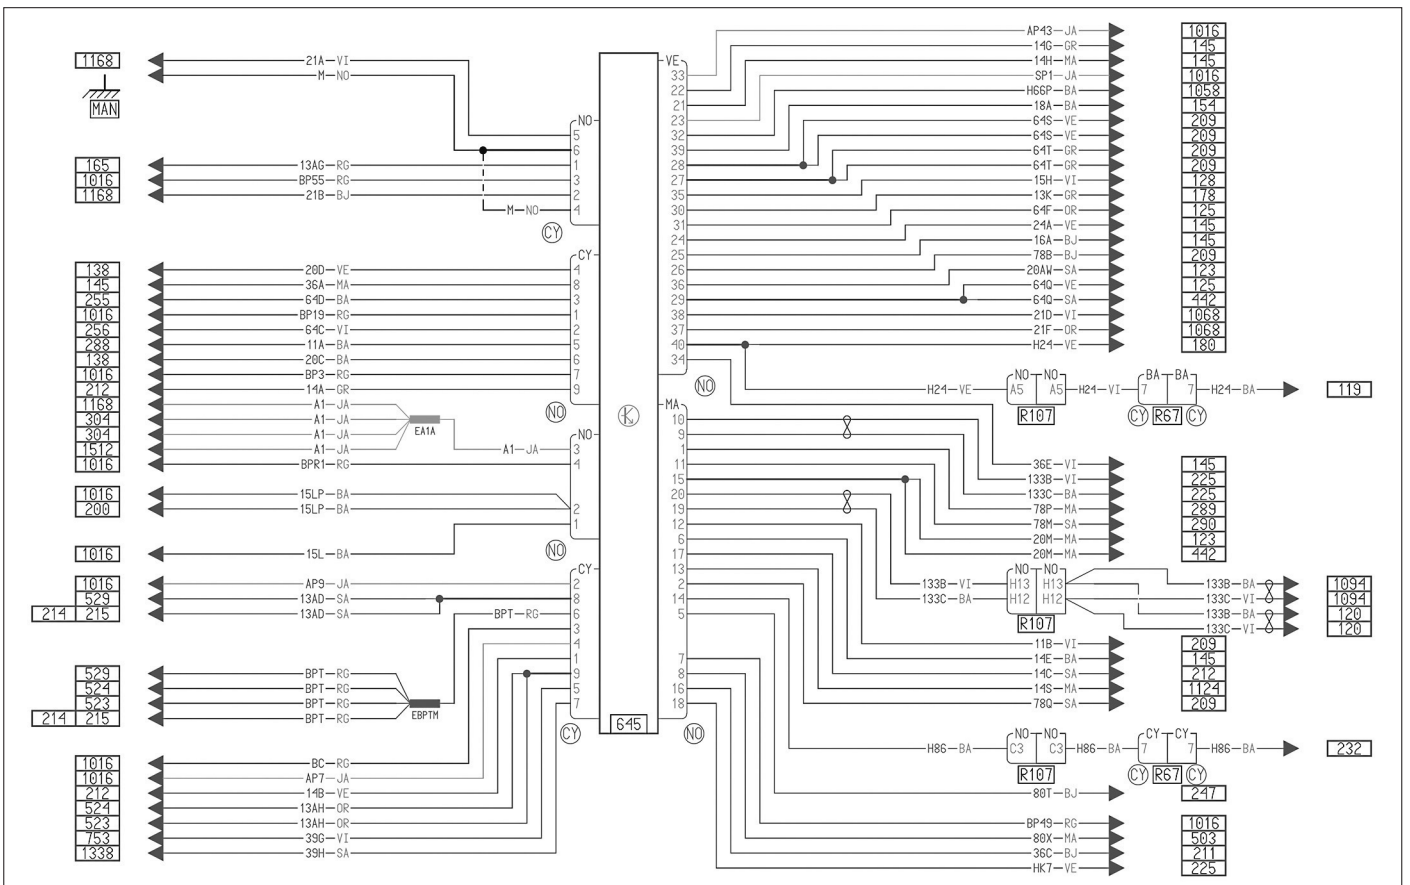 1168 21A VI
M NO
MAN
NO
5
6
165 13AG RG 1
1016 BP55 RG 3
1168 21B BJ 2
M NO 4
CY
CY
138 20D VE 4
145 36A MA 8
255 64D BA 3
1016 BP19 RG 1
256 64C VI 2
288 11A BA 5
138 20C BA 6
1016 BP3 RG 7
212 14A GR 9
1168 A1 JA
NO
304 A1 JA
EA1A
304 A1 JA
NO
1512 A1 JA A1 JA 3
1016 BPR1 RG 4
1016 15LP BA
200 15LP BA 2
1
1016 15L BA
NO
CY
1016 AP9 JA 2
529 13AD SA 8
214 215 13AD SA BPT RG 6
3
4
1
529 BPT RG 9
524 BPT RG 5
523 BPT RG 7
EBPTM
214 215 BPT RG
CY
1016 BC RG
1016 AP7 JA
212 14B VE
524 13AH OR
523 13AH OR
753 39G VI
1338 39H SA
645
VE
33 AP43 JA 1016
22 14G GR 145
21 14H MA 145
23 SP1 JA 1016
32 H66P BA 1058
39 18A BA 154
28 64S VE 209
64S VE 209
27 64T GR 209
64T GR 209
35 15H VI 128
30 13K GR 178
31 64F OR 125
24 24A VE 145
25 16A BJ 145
26 78B BJ 209
36 20AW SA 123
29 64Q VE 125
64Q SA 442
38 21D VI 1068
37 21F OR 1068
40 H24 VE 180
34
NO
NO NO BA BA
H24 VE A5 A5 H24 VI 7 7 H24 BA 119
R107 CY R67 CY
MA
10
9
1
11 36E VI 145
15 133B VI 225
20 133C BA 225
19 78P MA 289
12 78M SA 290
6 20M MA 123
17 20M MA 442
13
2
14
5
NO NO
133B VI H13 H13 133B BA 1094
133C BA H12 H12 133C VI 1094
133B BA 120
R107
133C VI 120
11B VI 209
7 14E BA 145
8 14C SA 212
16 14S MA 1124
18 78Q SA 209
NO
NO NO CY CY
H86 BA C3 C3 H86 BA 7 7 H86 BA 232
R107 CY R67 CY
80T BJ 247
BP49 RG 1016
80X MA 503
36C BJ 211
HK7 VE 225